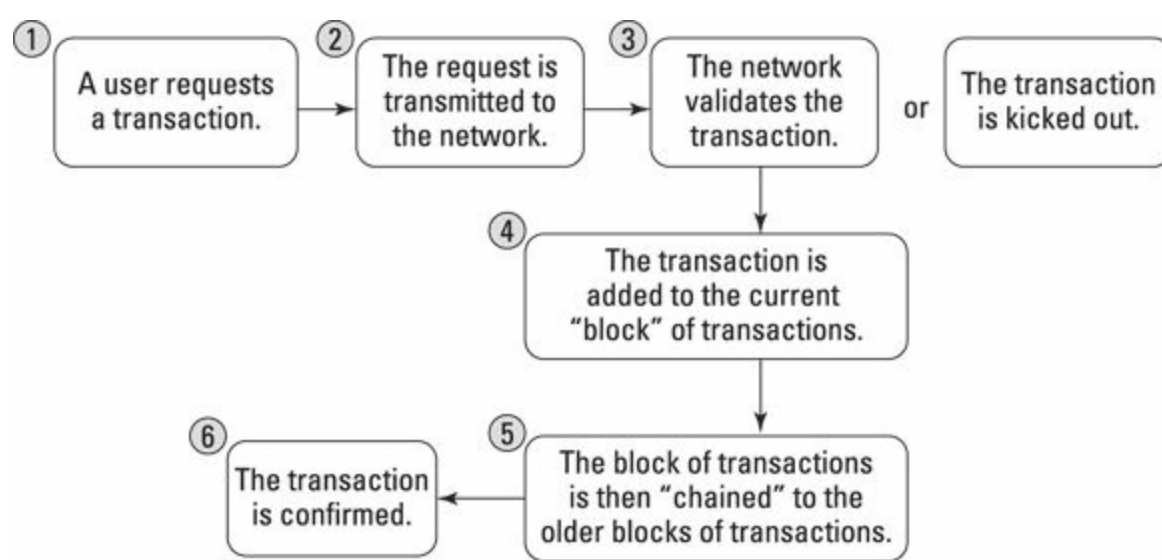 1
A user requests
a transaction.
2
The request is
transmitted to
the network.
3
The network
validates the
transaction.
or
The transaction
is kicked out.
4
The transaction is
added to the current
“block” of transactions.
5
The block of transactions
is then “chained” to the
older blocks of transactions.
6
The transaction
is confirmed.